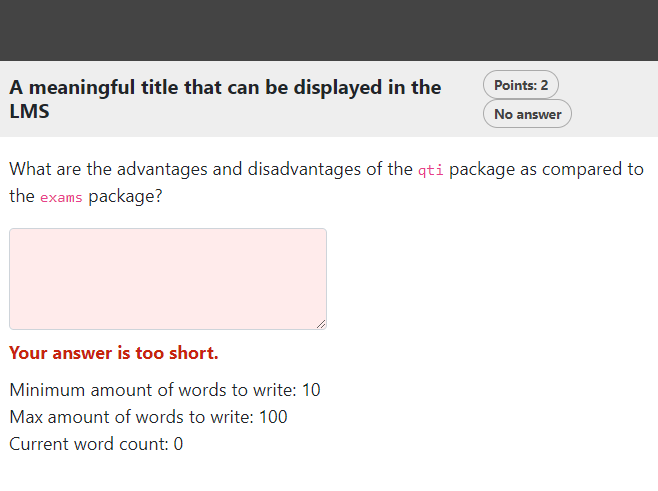 A meaningful title that can be displayed in the
LMS
Points: 2
No answer
What are the advantages and disadvantages of the qti package as compared to
the exams package?
Your answer is too short.
Minimum amount of words to write: 10
Max amount of words to write: 100
Current word count: 0